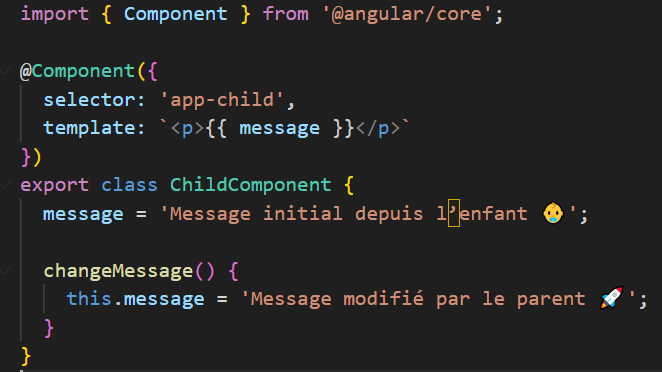 import { Component } from '@angular/core';
@Component({
selector: 'app-child',
template: `<p>{{ message }}</p>`
})
export class ChildComponent {
message = 'Message initial depuis l’enfant 👶';
changeMessage() {
this.message = 'Message modifié par le parent 🚀';
}
}